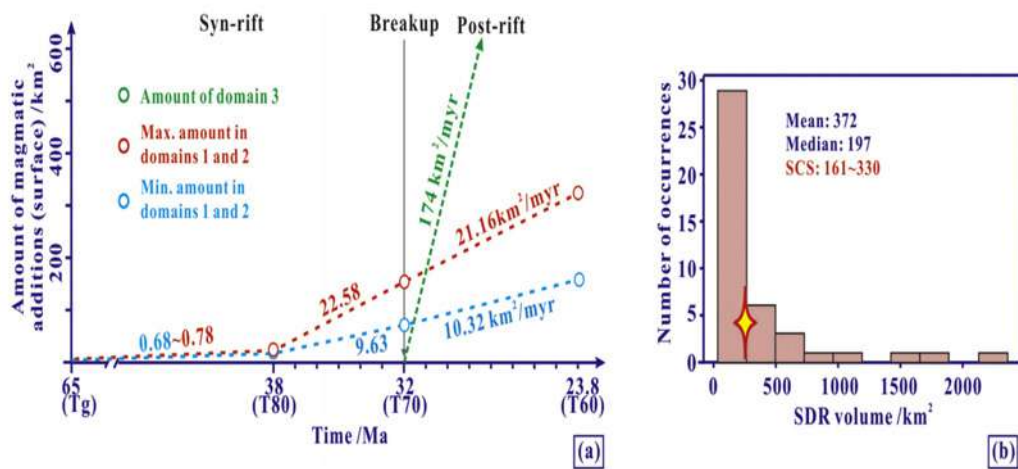 Syn-rift
Breakup
Post-rift
Amount of magmatic
additions (surface) /km²
600
400
200
Amount of domain 3
Max. amount in
domains 1 and 2
Min. amount in
domains 1 and 2
174 km²/myr
21.16km²/myr
22.58
0.68~0.78
9.63
10.32 km²/myr
65
(Tg)
38
(T80)
32
(T70)
23.8
(T60)
Time /Ma
(a)
Number of occurrences
30
25
20
15
10
5
0
Mean: 372
Median: 197
SCS: 161~330
0
500
1000
1500
2000
SDR volume /km²
(b)